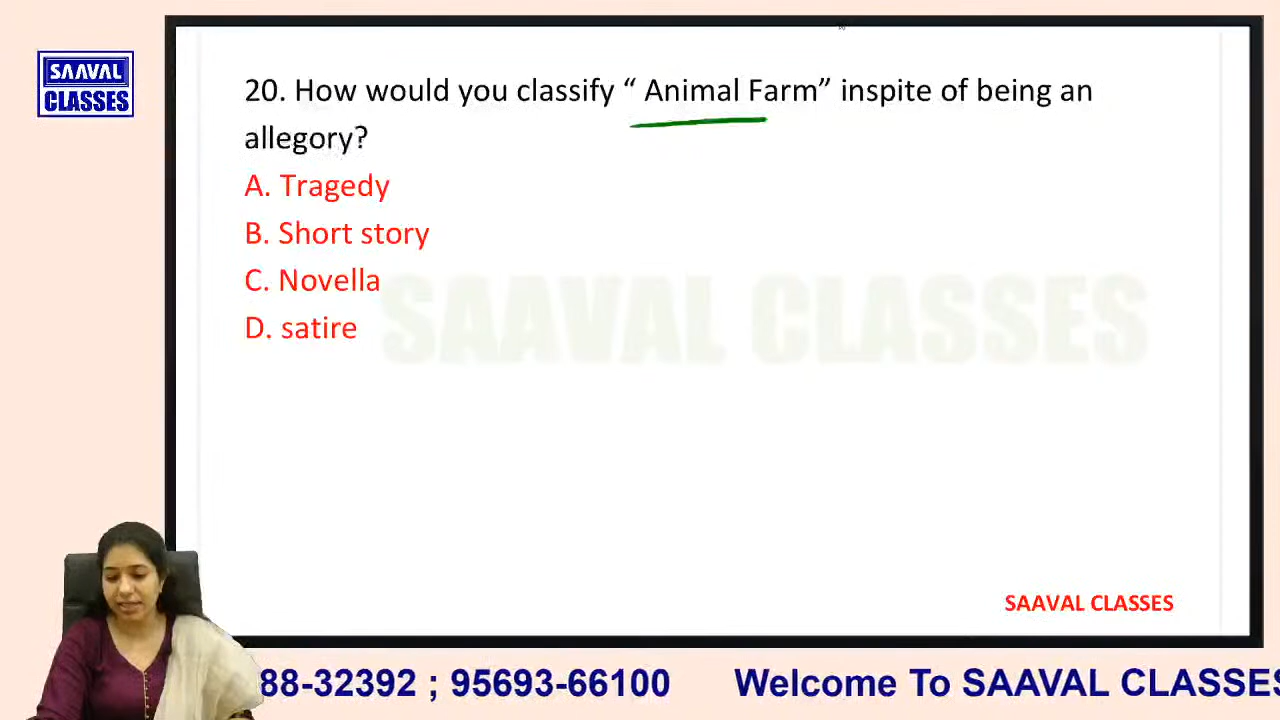 SAAVAL
CLASSES
20. How would you classify “ Animal Farm” inspite of being an
allegory?
A. Tragedy
B. Short story
C. Novella
D. satire
SAAVAL CLASSES
SAAVAL CLASSES
88-32392 ; 95693-66100 Welcome To SAAVAL CLASSES